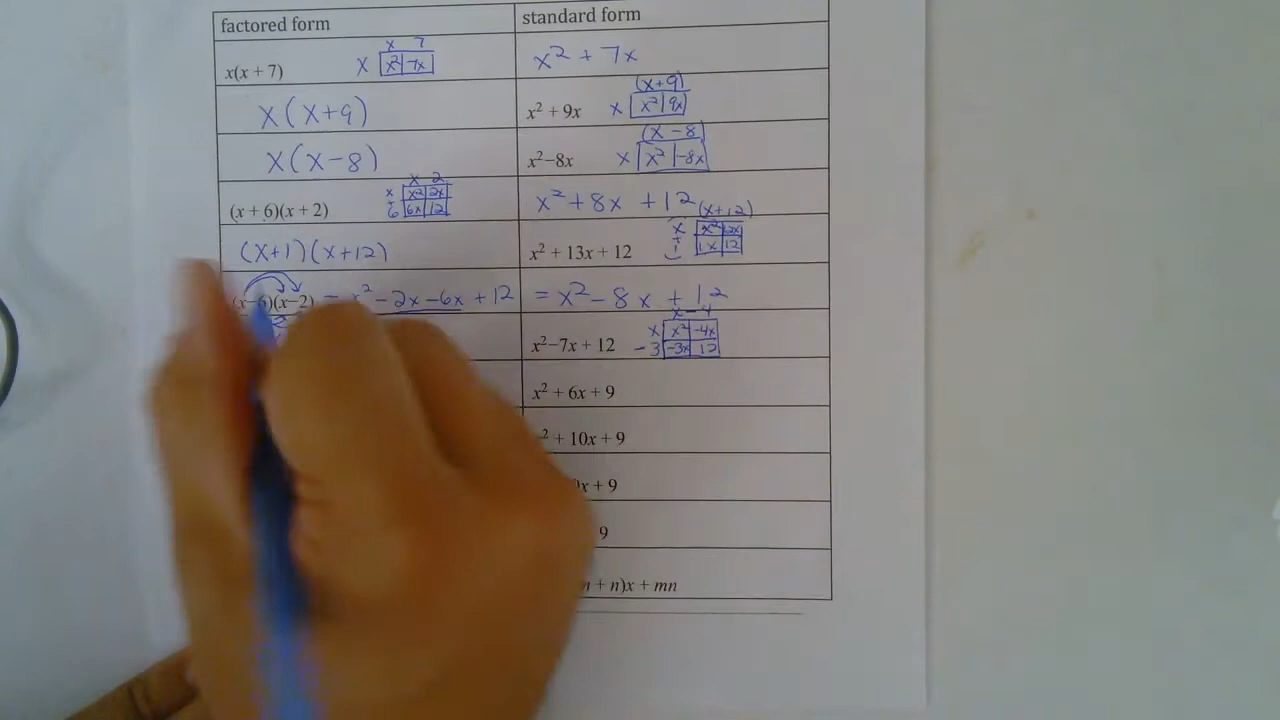 factored form standard form
x 7
x(x + 7) x x² 7x x² + 7x
(x+9)
x(x+9) x² + 9x x x² 9x
(x - 8)
x(x-8) x²−8x x x² -8x
x 2
x x² 2x
(x + 6)(x + 2) + 6 6x 12 x² + 8x + 12
(x+12)
x x² 12x
(x+1)(x+12) x² + 13x + 12 + 1 1x 12
(x−6)(x−2) = x² - 2x - 6x + 12 = x² - 8x + 12
x - 4
x x² -4x
x²−7x + 12 - 3 -3x 12
x² + 6x + 9
² + 10x + 9
x + 9
9
n)x + mn